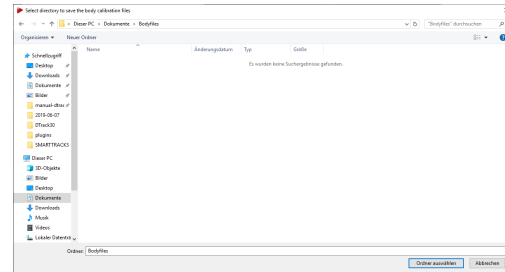 Select directory to save the body calibration files
Dieser PC › Dokumente › Bodyfiles
"Bodyfiles" durchsuchen
Organisieren
Neuer Ordner
Name
Änderungsdatum
Typ
Größe
Es wurden keine Suchergebnisse gefunden.
Schnellzugriff
Desktop
Downloads
Dokumente
Bilder
manual-dtrac
2019-06-07
DTrack30
plugins
SMARTTRACKS
Dieser PC
3D-Objekte
Bilder
Desktop
Dokumente
Downloads
Musik
Videos
Lokaler Datenträ
Ordner: Bodyfiles
Ordner auswählen
Abbrechen